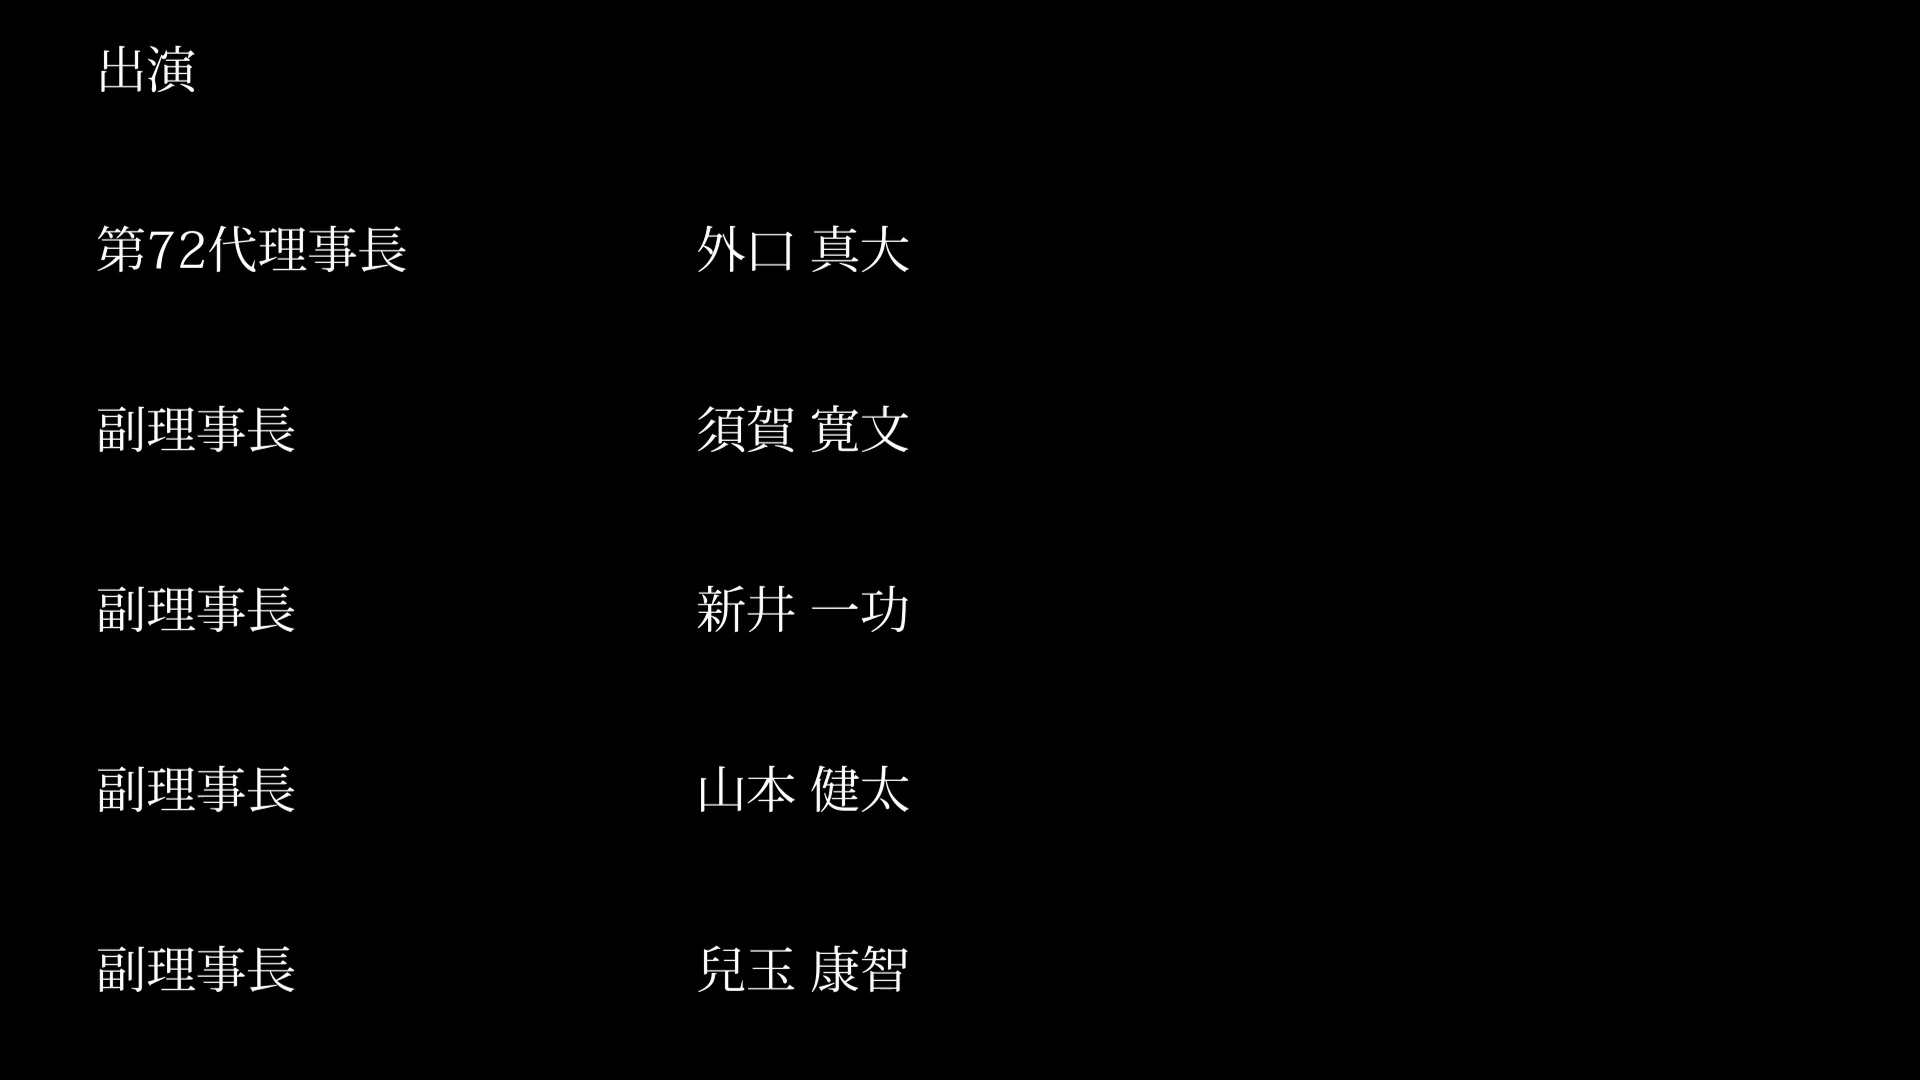 出演
第72代理事長 外口 真大
副理事長 須賀 寛文
副理事長 新井 一功
副理事長 山本 健太
副理事長 兒玉 康智